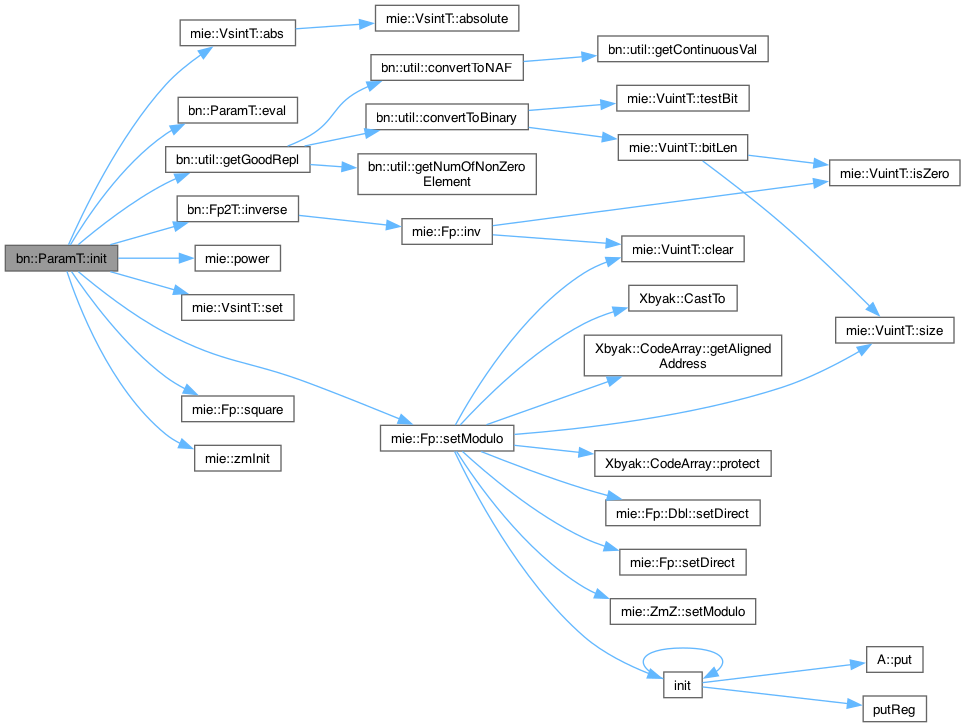 bn::ParamT::init
mie::VsintT::abs
mie::VsintT::absolute
bn::ParamT::eval
bn::util::getGoodRepl
bn::util::convertToNAF
bn::util::getContinuousVal
bn::util::convertToBinary
mie::VuintT::testBit
mie::VuintT::bitLen
bn::util::getNumOfNonZero
Element
mie::VuintT::isZero
bn::Fp2T::inverse
mie::Fp::inv
mie::VuintT::clear
mie::power
mie::VsintT::set
Xbyak::CastTo
mie::VuintT::size
Xbyak::CodeArray::getAligned
Address
mie::Fp::square
mie::Fp::setModulo
mie::zmInit
Xbyak::CodeArray::protect
mie::Fp::Dbl::setDirect
mie::Fp::setDirect
mie::ZmZ::setModulo
init
A::put
putReg